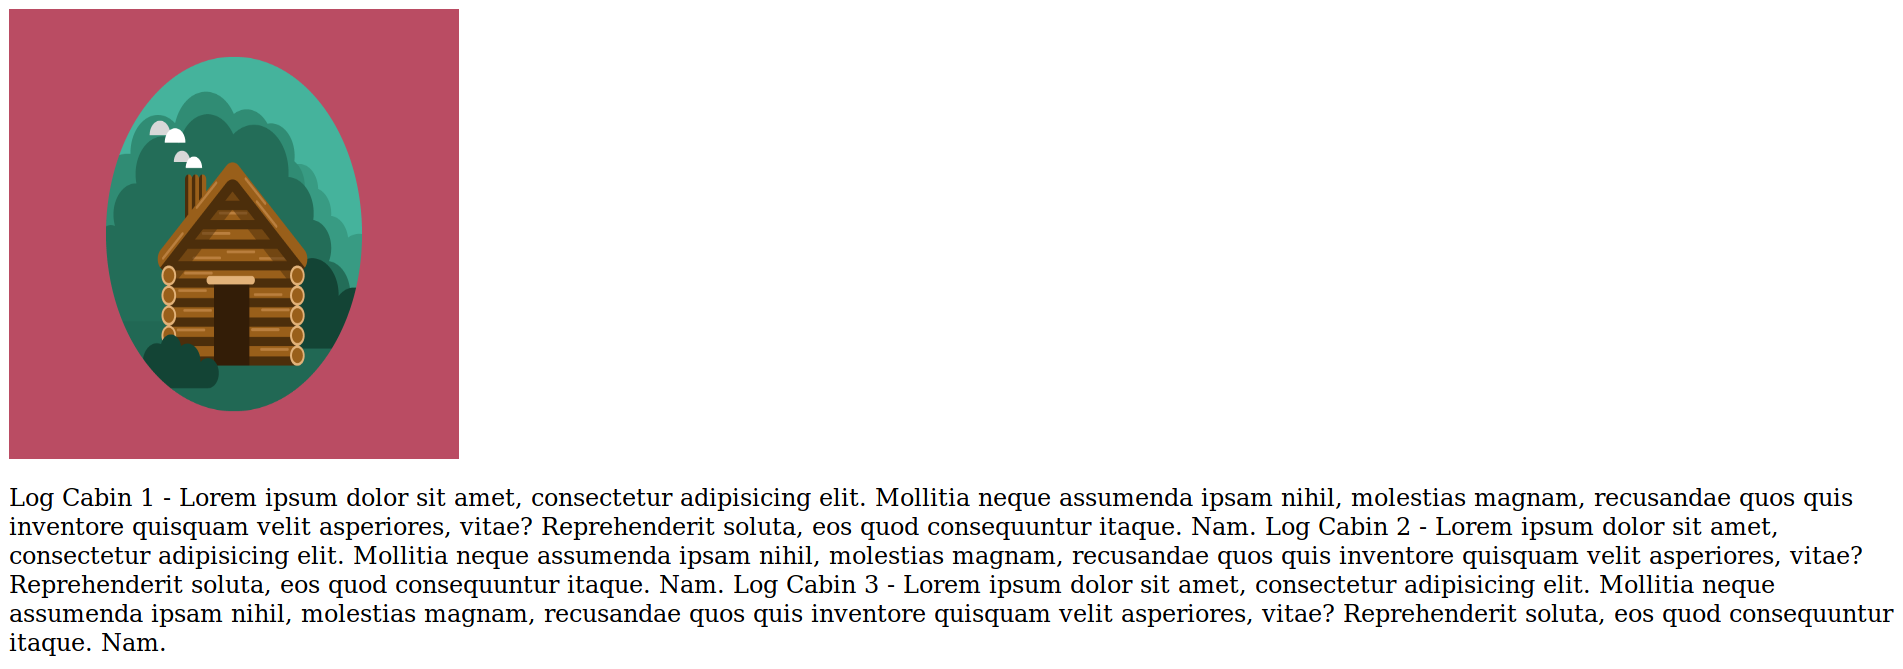 Log Cabin 1 - Lorem ipsum dolor sit amet, consectetur adipisicing elit. Mollitia neque assumenda ipsam nihil, molestias magnam, recusandae quos quis
inventore quisquam velit asperiores, vitae? Reprehenderit soluta, eos quod consequuntur itaque. Nam. Log Cabin 2 - Lorem ipsum dolor sit amet,
consectetur adipisicing elit. Mollitia neque assumenda ipsam nihil, molestias magnam, recusandae quos quis inventore quisquam velit asperiores, vitae?
Reprehenderit soluta, eos quod consequuntur itaque. Nam. Log Cabin 3 - Lorem ipsum dolor sit amet, consectetur adipisicing elit. Mollitia neque
assumenda ipsam nihil, molestias magnam, recusandae quos quis inventore quisquam velit asperiores, vitae? Reprehenderit soluta, eos quod consequuntur
itaque. Nam.